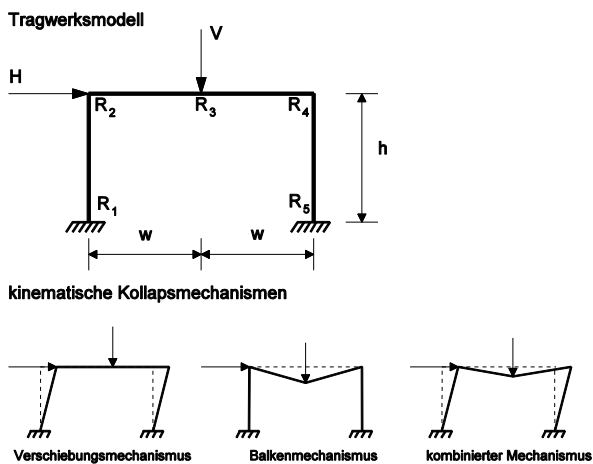 Tragwerksmodell
V
H
R2 R3 R4
h
R1 R5
w w
kinematische Kollapsmechanismen
Verschiebungsmechanismus Balkenmechanismus kombinierter Mechanismus